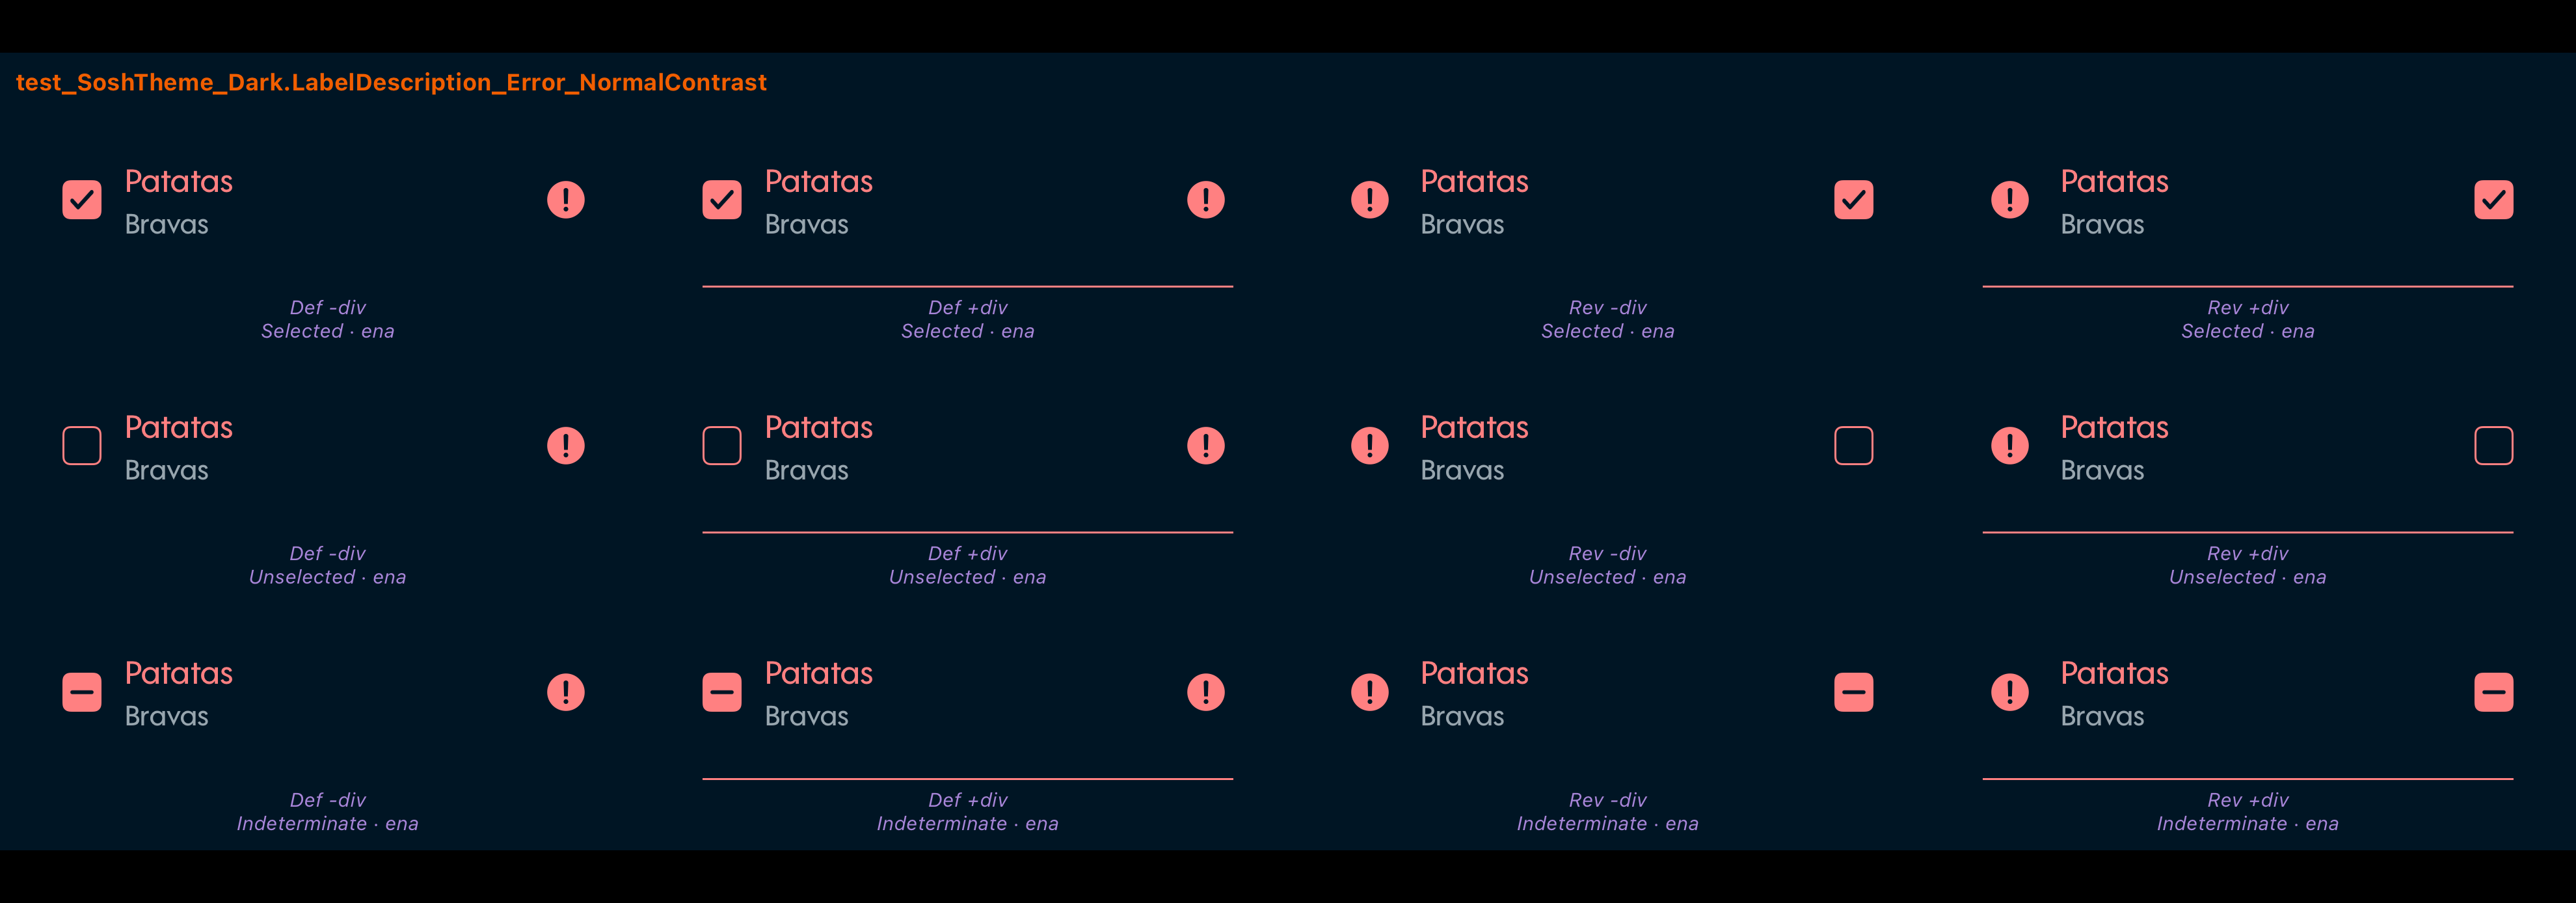 test_SoshTheme_Dark.LabelDescription_Error_NormalContrast
Patatas
Bravas
Def -div
Selected · ena
Patatas
Bravas
Def +div
Selected · ena
Patatas
Bravas
Rev -div
Selected · ena
Patatas
Bravas
Rev +div
Selected · ena
Patatas
Bravas
Def -div
Unselected · ena
Patatas
Bravas
Def +div
Unselected · ena
Patatas
Bravas
Rev -div
Unselected · ena
Patatas
Bravas
Rev +div
Unselected · ena
Patatas
Bravas
Def -div
Indeterminate · ena
Patatas
Bravas
Def +div
Indeterminate · ena
Patatas
Bravas
Rev -div
Indeterminate · ena
Patatas
Bravas
Rev +div
Indeterminate · ena